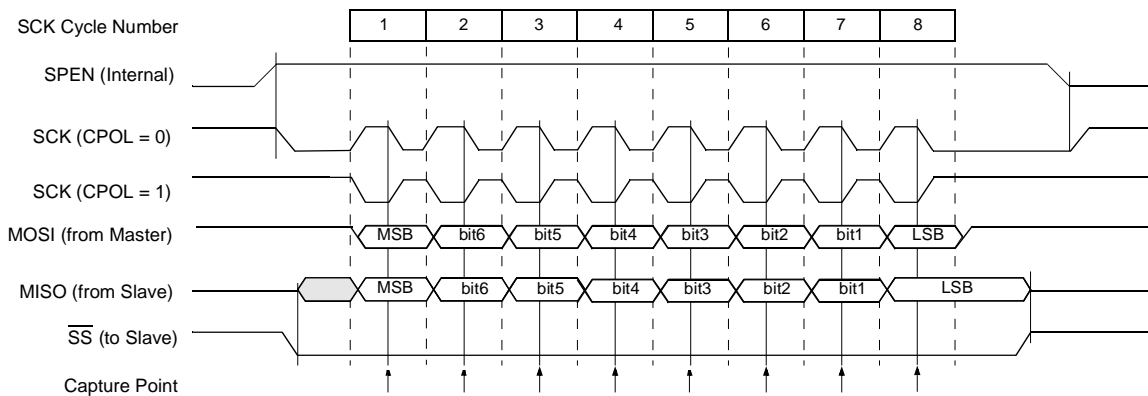 SCK Cycle Number 1 2 3 4 5 6 7 8
SPEN (Internal)
SCK (CPOL = 0)
SCK (CPOL = 1)
MOSI (from Master) MSB bit6 bit5 bit4 bit3 bit2 bit1 LSB
MISO (from Slave) MSB bit6 bit5 bit4 bit3 bit2 bit1 LSB
SS (to Slave)
Capture Point